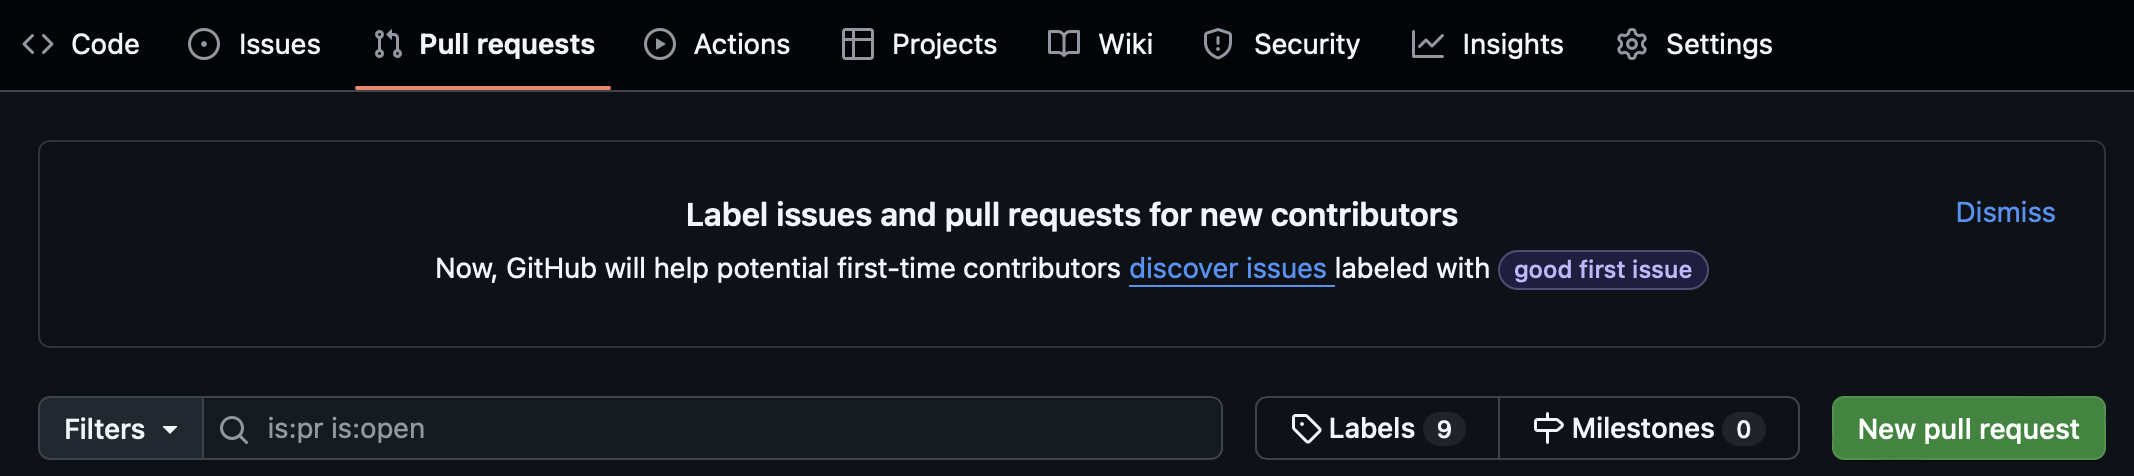 Code Issues Pull requests Actions Projects Wiki Security Insights Settings
Label issues and pull requests for new contributors
Dismiss
Now, GitHub will help potential first-time contributors discover issues labeled with good first issue
Filters is:pr is:open Labels 9 Milestones 0 New pull request